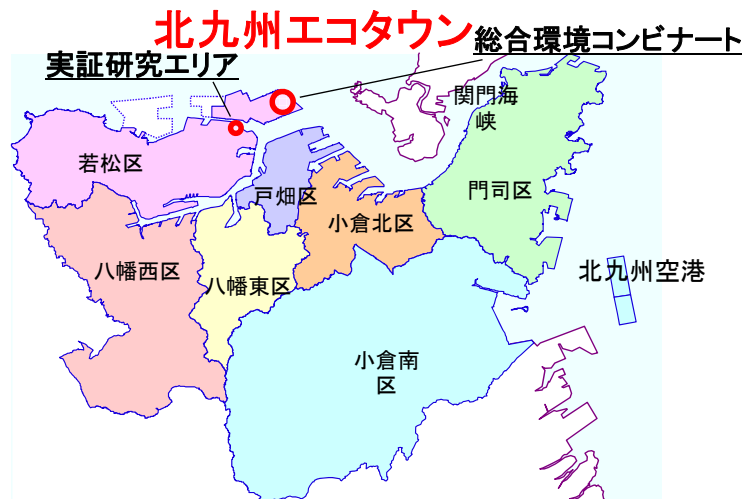 北九州エコタウン
総合環境コンビナート
実証研究エリア
関門海
峡
若松区
戸畑区
門司区
小倉北区
八幡西区
八幡東区
北九州空港
小倉南
区